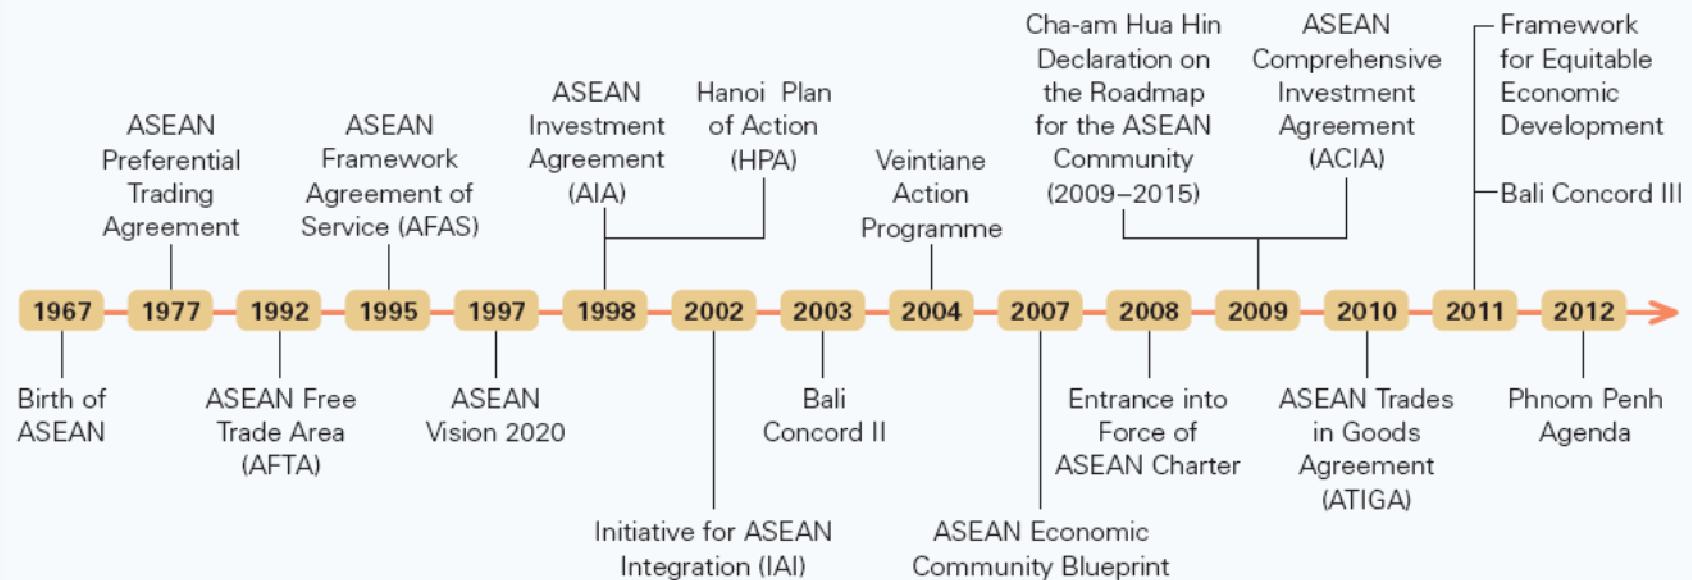 ASEAN
Preferential
Trading
Agreement
ASEAN
Framework
Agreement of
Service (AFAS)
ASEAN
Investment
Agreement
(AIA)
Hanoi Plan
of Action
(HPA)
Veintiane
Action
Programme
Cha-am Hua Hin
Declaration on
the Roadmap
for the ASEAN
Community
(2009–2015)
ASEAN
Comprehensive
Investment
Agreement
(ACIA)
Framework
for Equitable
Economic
Development
Bali Concord III
1967
1977
1992
1995
1997
1998
2002
2003
2004
2007
2008
2009
2010
2011
2012
Birth of
ASEAN
ASEAN Free
Trade Area
(AFTA)
ASEAN
Vision 2020
Initiative for ASEAN
Integration (IAI)
Bali
Concord II
ASEAN Economic
Community Blueprint
Entrance into
Force of
ASEAN Charter
ASEAN Trades
in Goods
Agreement
(ATIGA)
Phnom Penh
Agenda